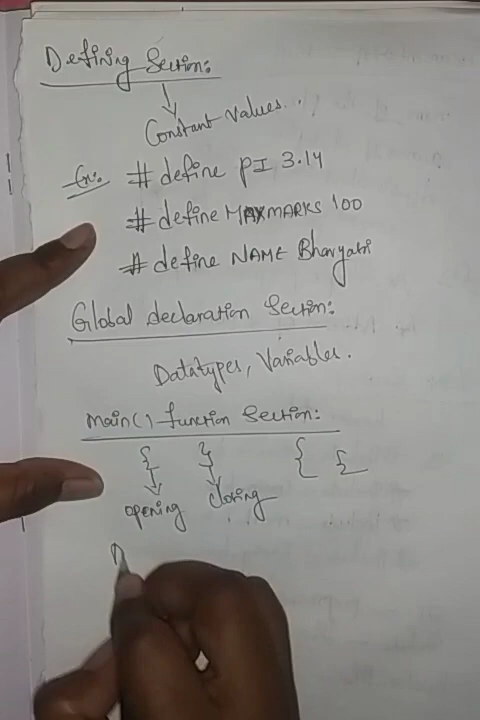 Defining Section:
Constant Values..
Ex:. # define PI 3.14
# define MAXMARKS 100
# define NAME Bhavyasri
Global declaration Section:
Datatypes, Variables.
main() function Section:
{ } { }
opening closing